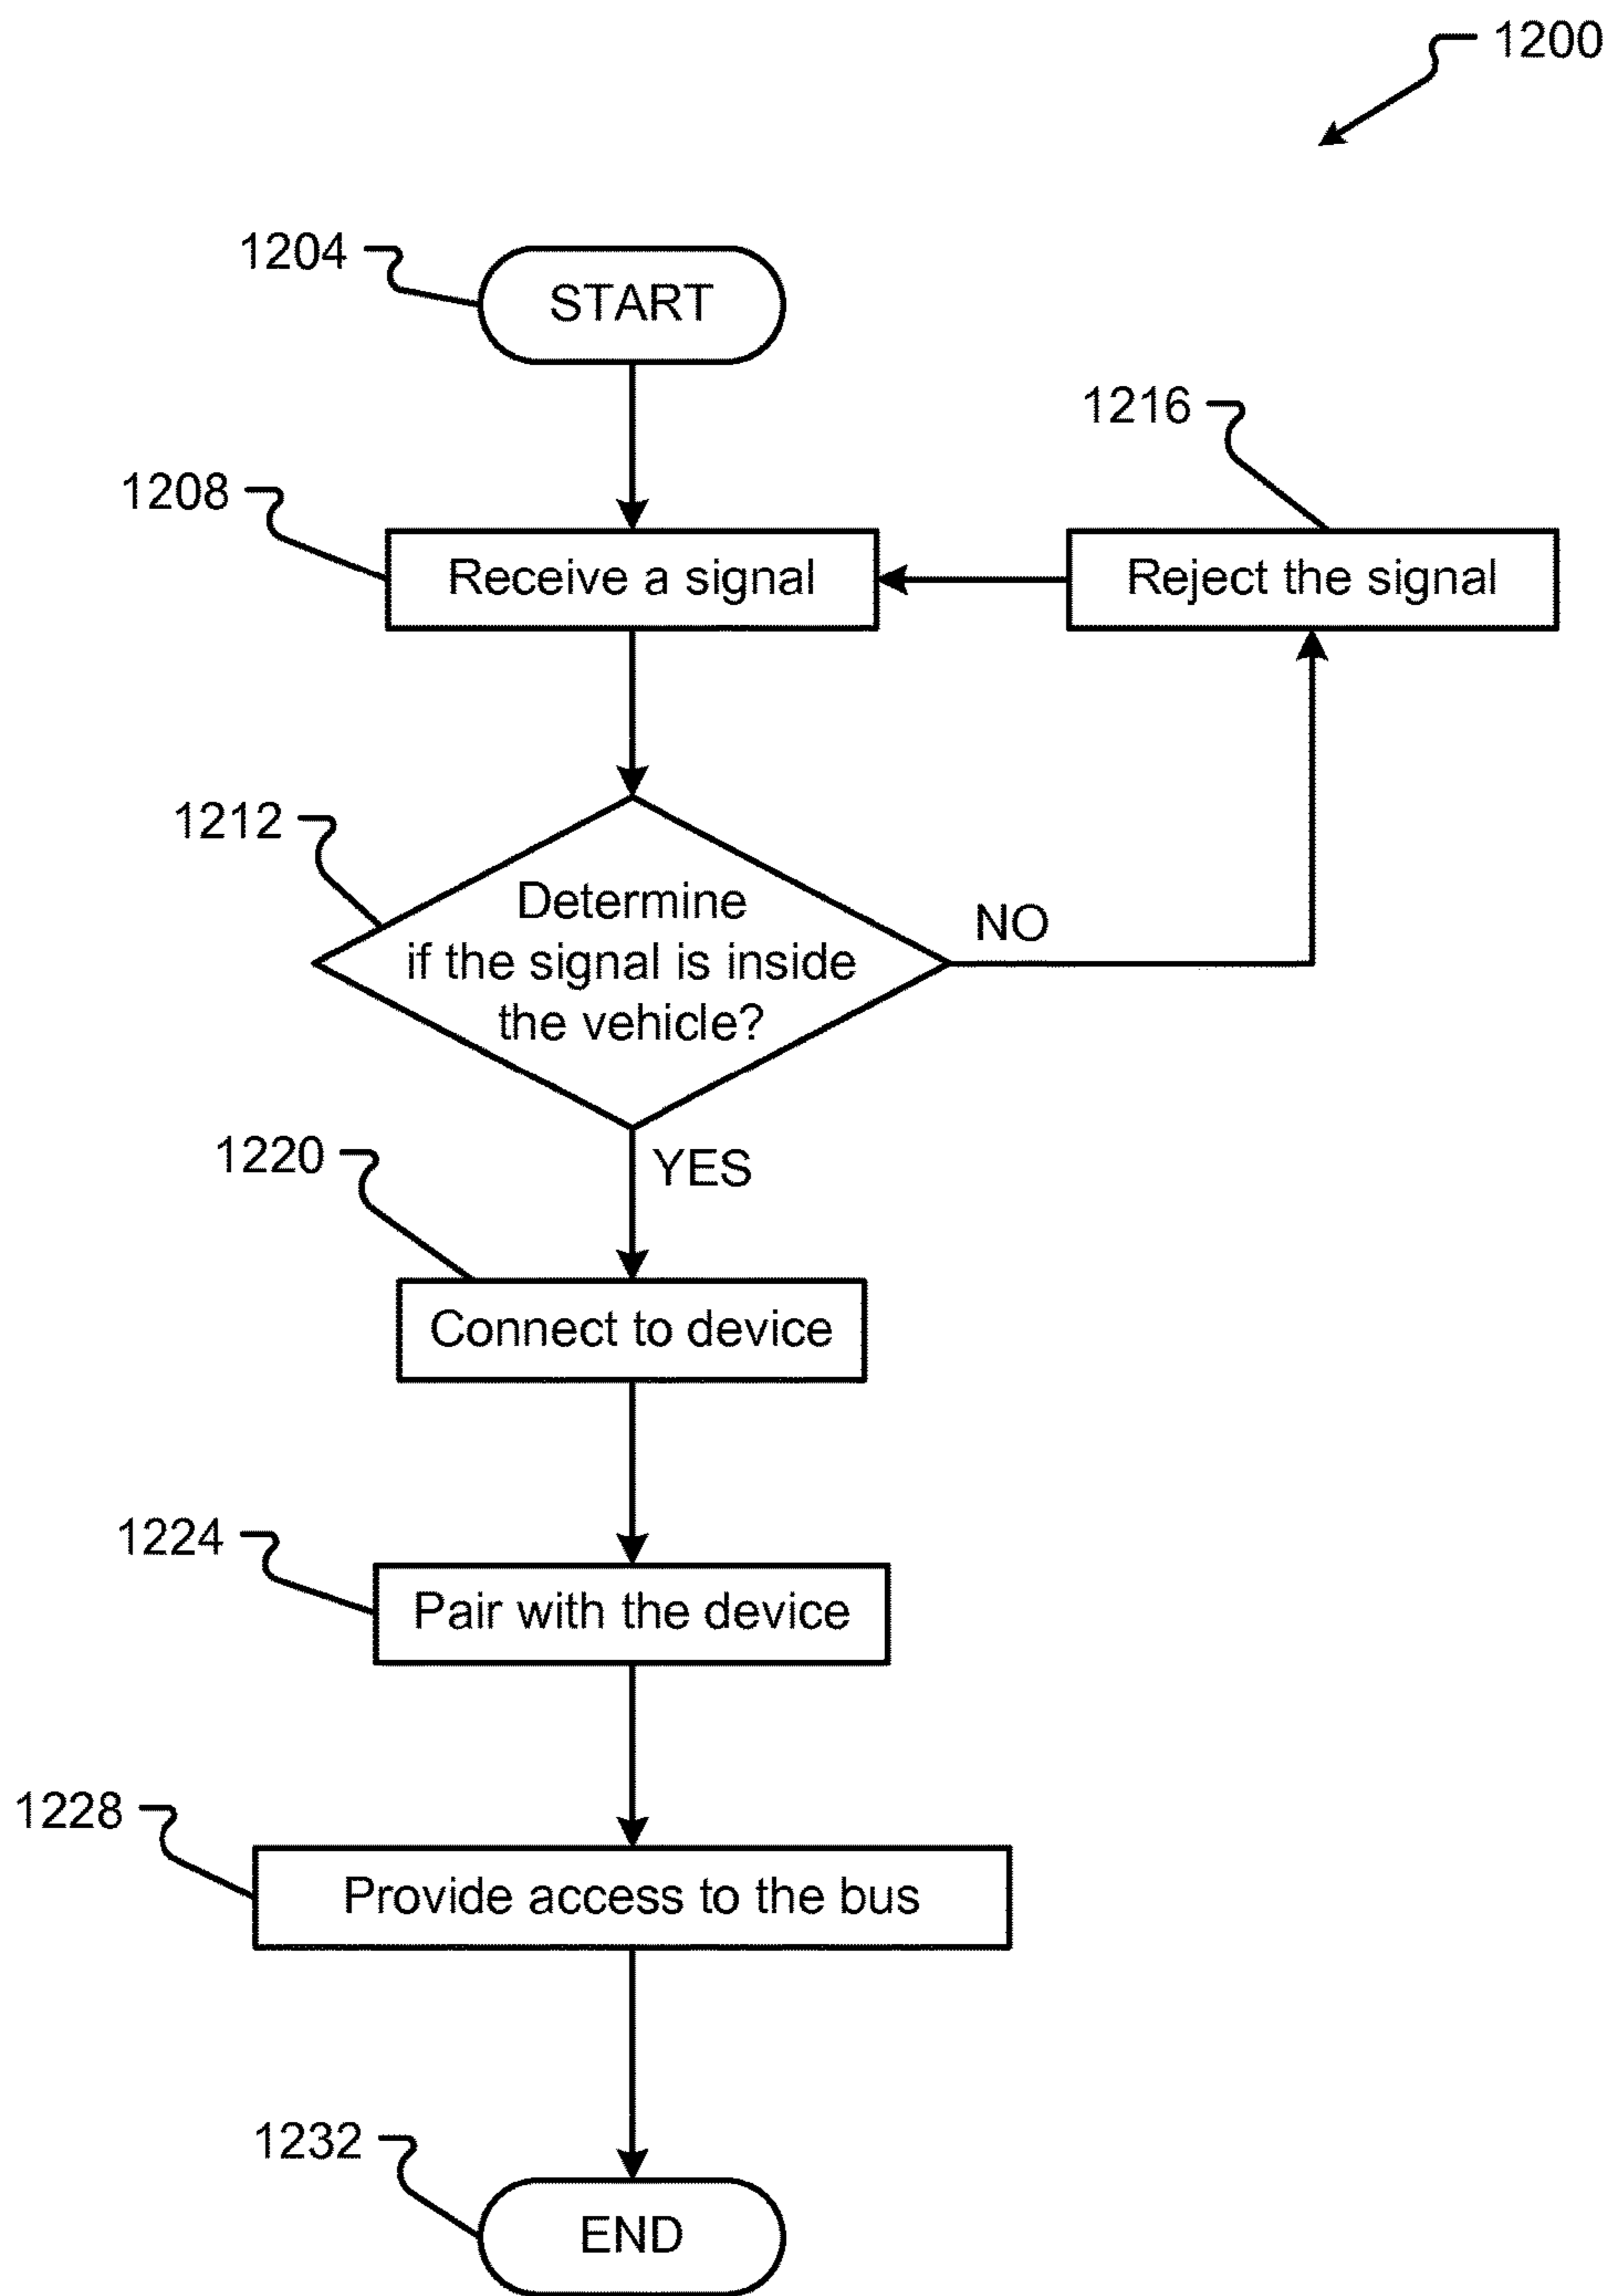 1200
1204
START
1216
1208
Receive a signal
Reject the signal
1212
Determine
if the signal is inside
the vehicle?
NO
1220
YES
Connect to device
1224
Pair with the device
1228
Provide access to the bus
1232
END